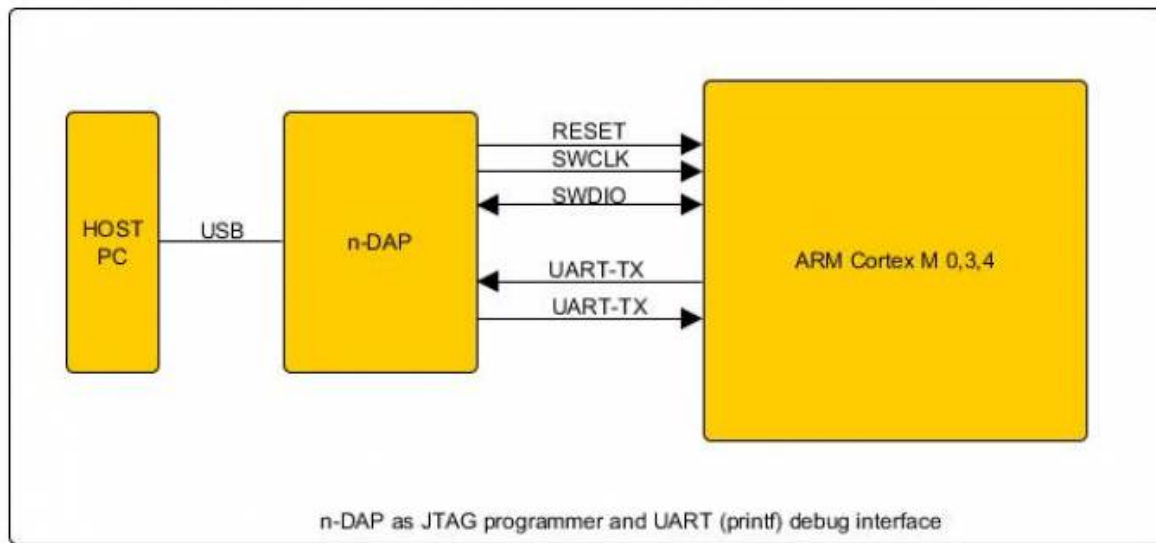 HOST
PC
USB
n-DAP
RESET
SWCLK
SWDIO
UART-TX
UART-TX
ARM Cortex M 0,3,4
n-DAP as JTAG programmer and UART (printf) debug interface